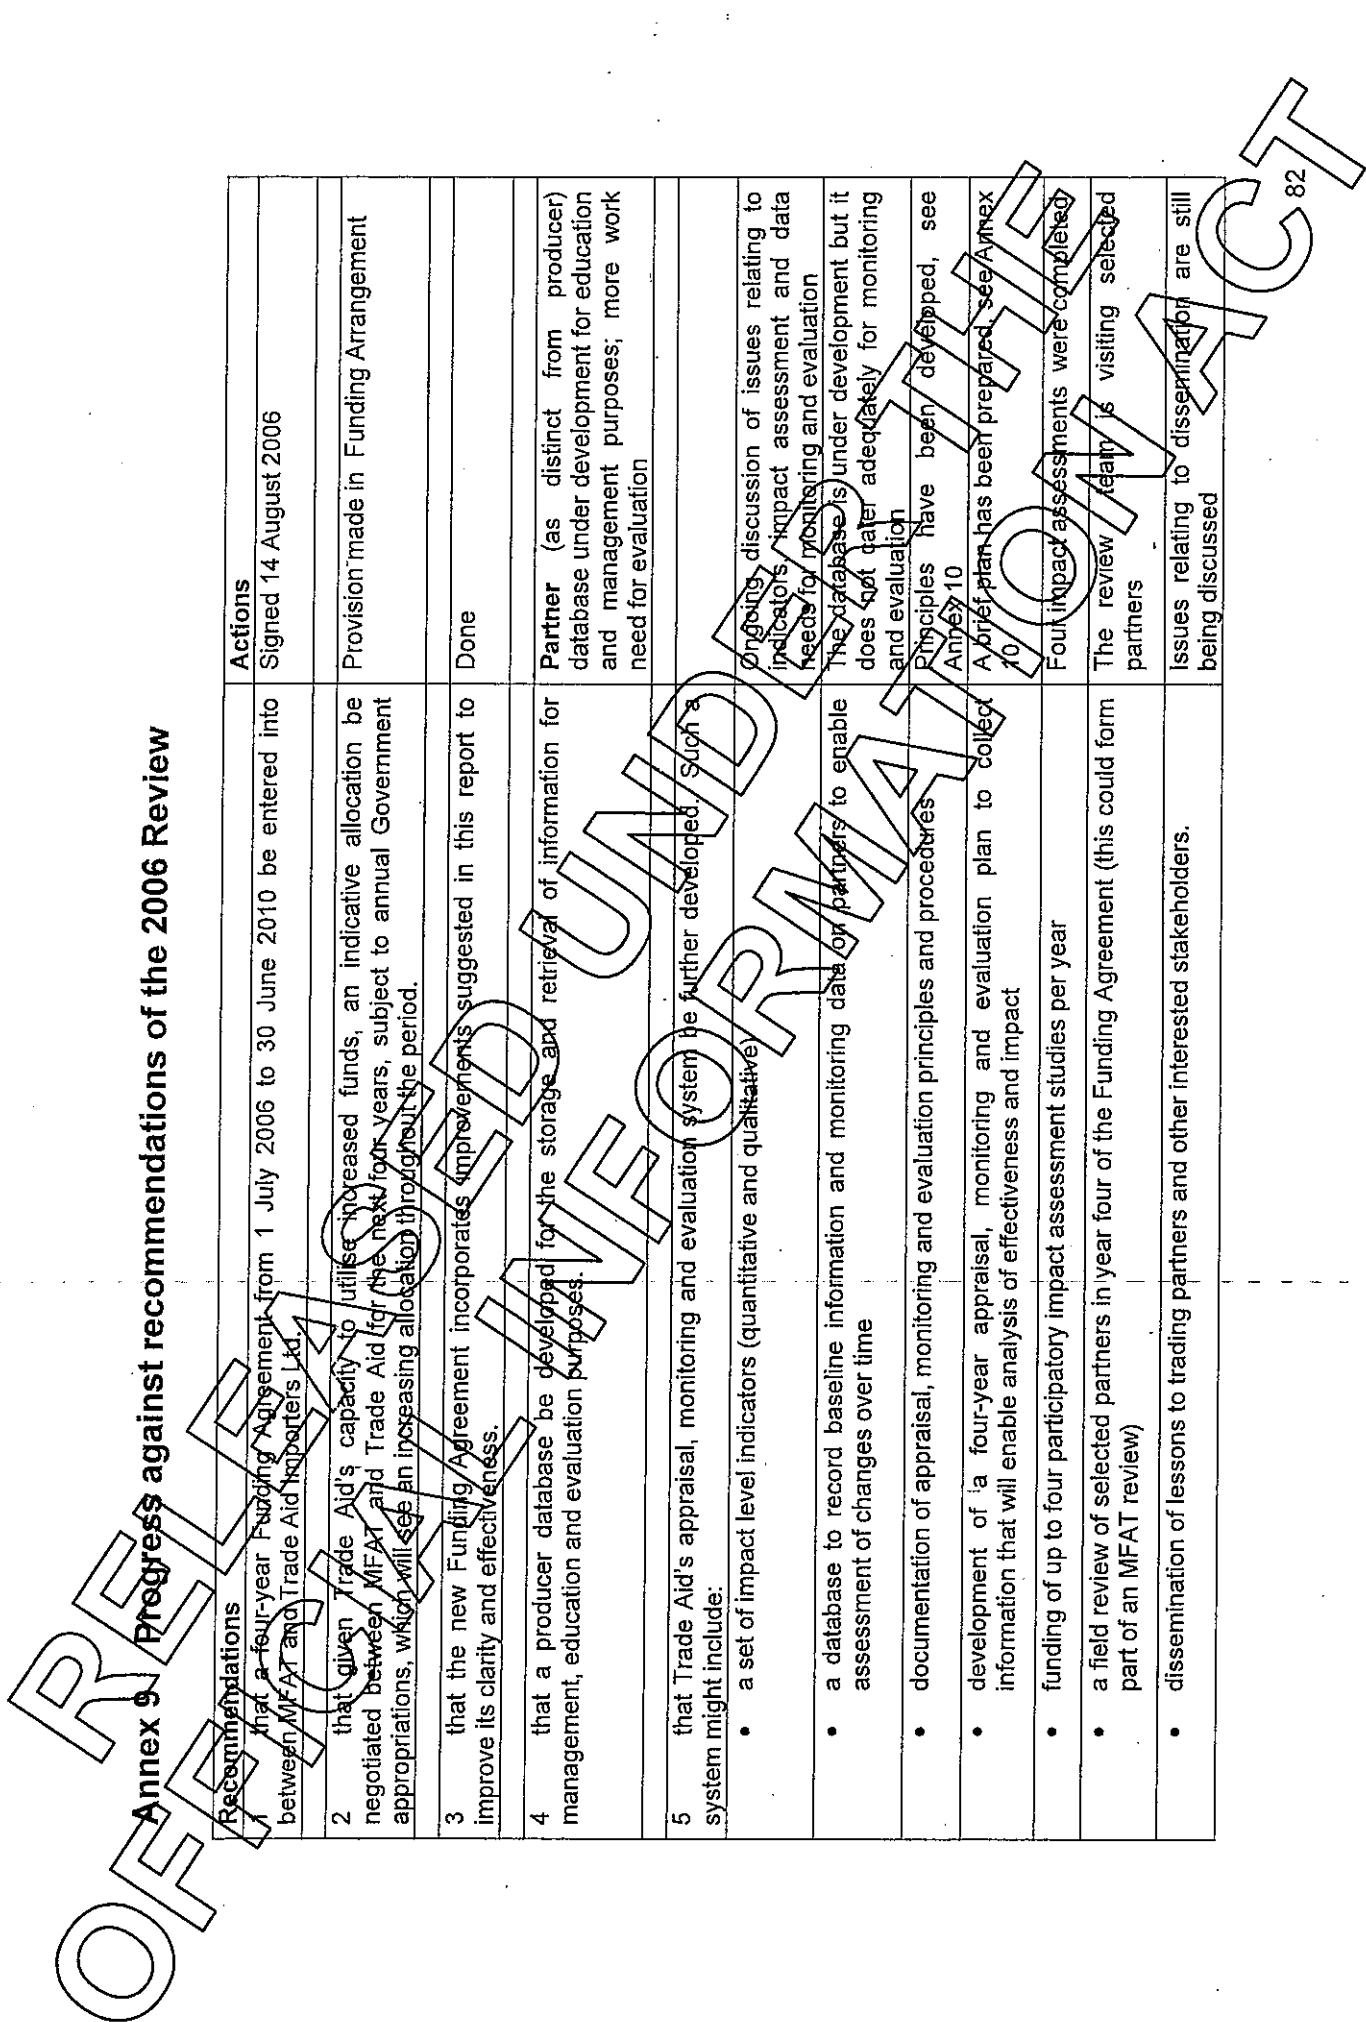 Annex 9 Progress against recommendations of the 2006 Review
Recommendations
Actions
1 that a four-year Funding Agreement from 1 July 2006 to 30 June 2010 be entered into
between MFAT and Trade Aid Importers Ltd.
Signed 14 August 2006
2 that given Trade Aid's capacity to utilise increased funds, an indicative allocation be
negotiated between MFAT and Trade Aid for the next four years, subject to annual Government
appropriations, which will see an increasing allocation throughout the period.
Provision made in Funding Arrangement
3 that the new Funding Agreement incorporates improvements suggested in this report to
improve its clarity and effectiveness.
Done
4 that a producer database be developed for the storage and retrieval of information for
management, education and evaluation purposes.
Partner (as distinct from producer)
database under development for education
and management purposes; more work
need for evaluation
5 that Trade Aid's appraisal, monitoring and evaluation system be further developed. Such a
system might include:
• a set of impact level indicators (quantitative and qualitative)
Ongoing discussion of issues relating to
indicators, impact assessment and data
needs for monitoring and evaluation
• a database to record baseline information and monitoring data on partners to enable
assessment of changes over time
The database is under development but it
does not cater adequately for monitoring
and evaluation
• documentation of appraisal, monitoring and evaluation principles and procedures
Principles have been developed, see
Annex 10
• development of a four-year appraisal, monitoring and evaluation plan to collect
information that will enable analysis of effectiveness and impact
A brief plan has been prepared, see Annex
10
• funding of up to four participatory impact assessment studies per year
Four impact assessments were completed
• a field review of selected partners in year four of the Funding Agreement (this could form
part of an MFAT review)
The review team is visiting selected
partners
• dissemination of lessons to trading partners and other interested stakeholders.
Issues relating to dissemination are still
being discussed
82
RELEASED UNDER THE
OFFICIAL INFORMATION ACT